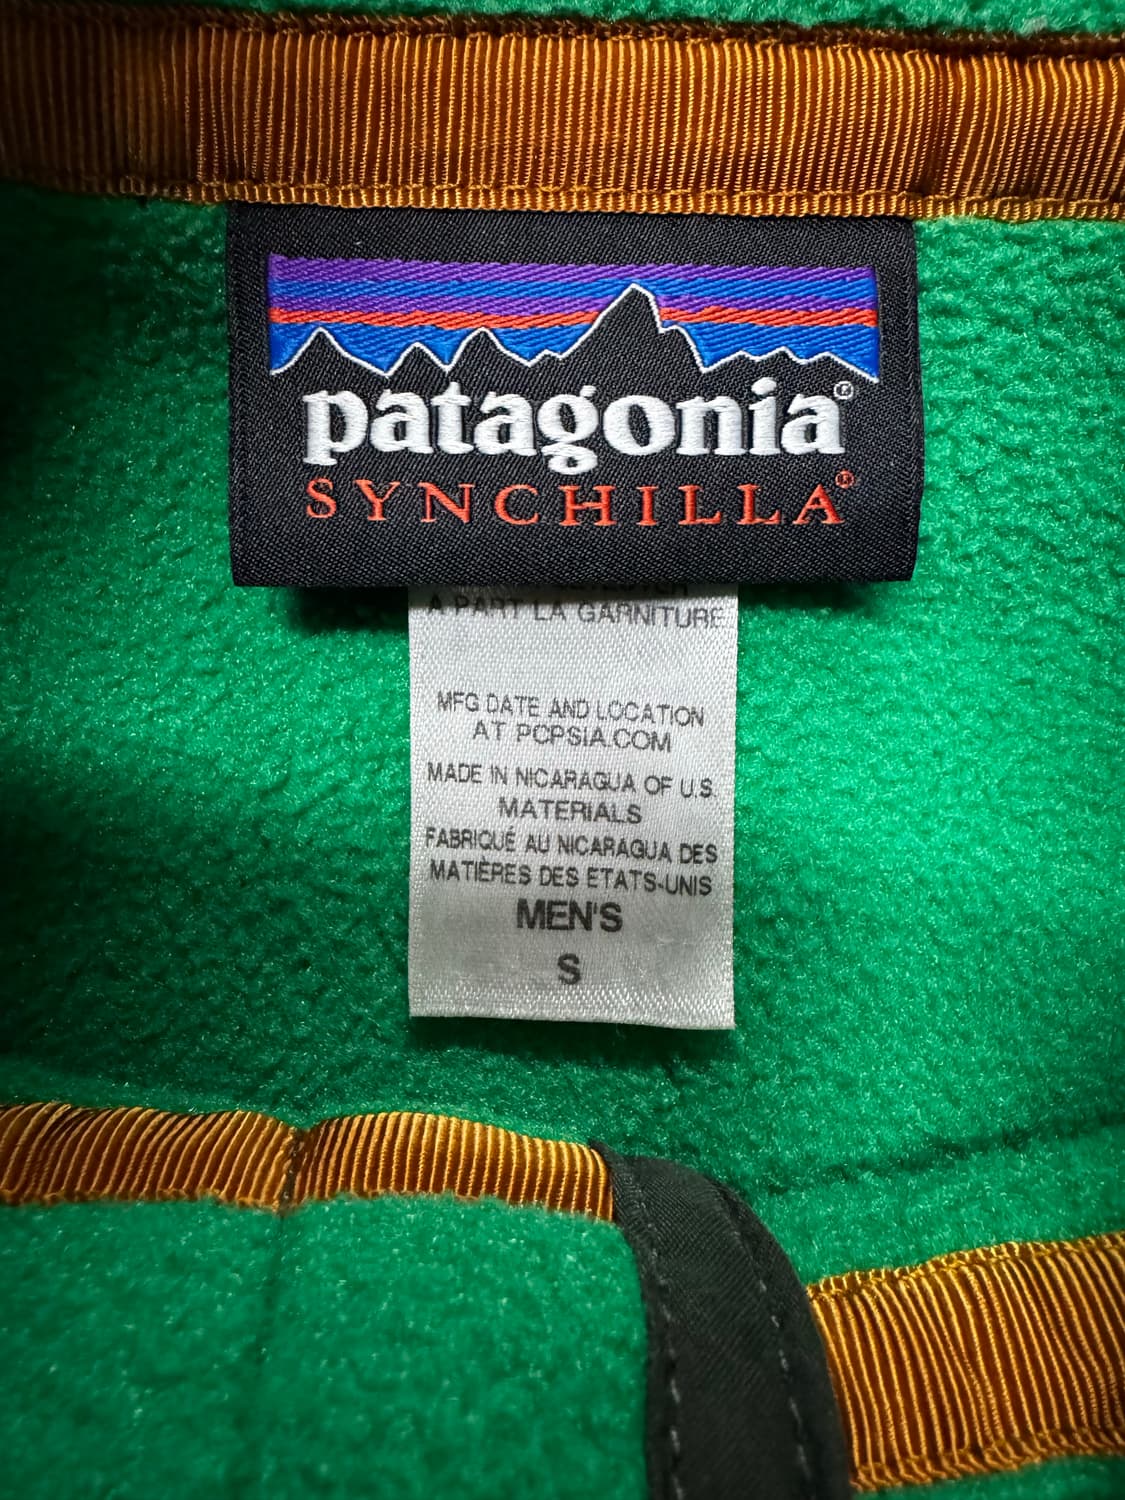 patagonia®
SYNCHILLA®
A PART LA GARNITURE
MFG DATE AND LOCATION
AT PCPSIA.COM
MADE IN NICARAGUA OF U.S.
MATERIALS
FABRIQUÉ AU NICARAGUA DES
MATIÈRES DES ETATS-UNIS
MEN'S
S